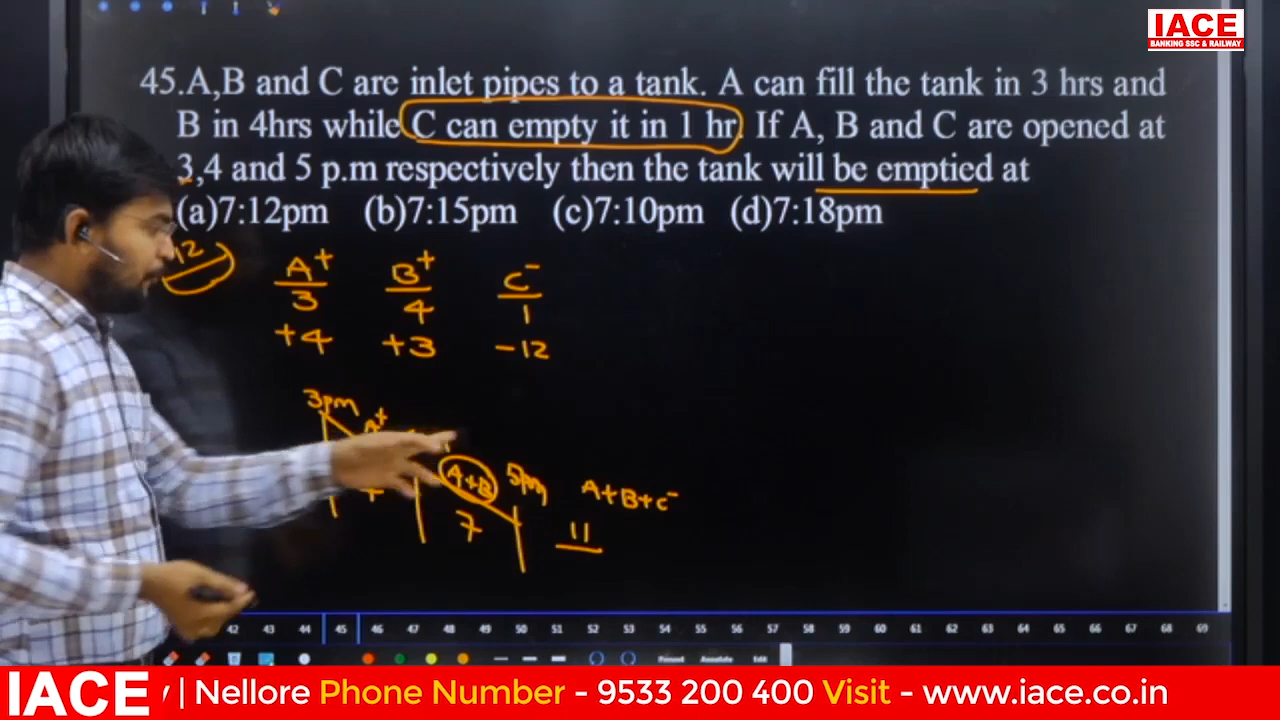 IACE
BANKING SSC & RAILWAY
45.A,B and C are inlet pipes to a tank. A can fill the tank in 3 hrs and
B in 4hrs while C can empty it in 1 hr. If A, B and C are opened at
3,4 and 5 p.m respectively then the tank will be emptied at
(a)7:12pm (b)7:15pm (c)7:10pm (d)7:18pm
12
A+ B+ C-
3 4 1
+4 +3 -12
3pm
A+
A+B 5pm A+B+C-
7 11
42 43 44 45 46 47 48 49 50 51 52 53 54 55 56 57 58 59 60 61 62 63 64 65 66 67 68 69
Present Annotate Edit
IACE | Nellore Phone Number - 9533 200 400 Visit - www.iace.co.in